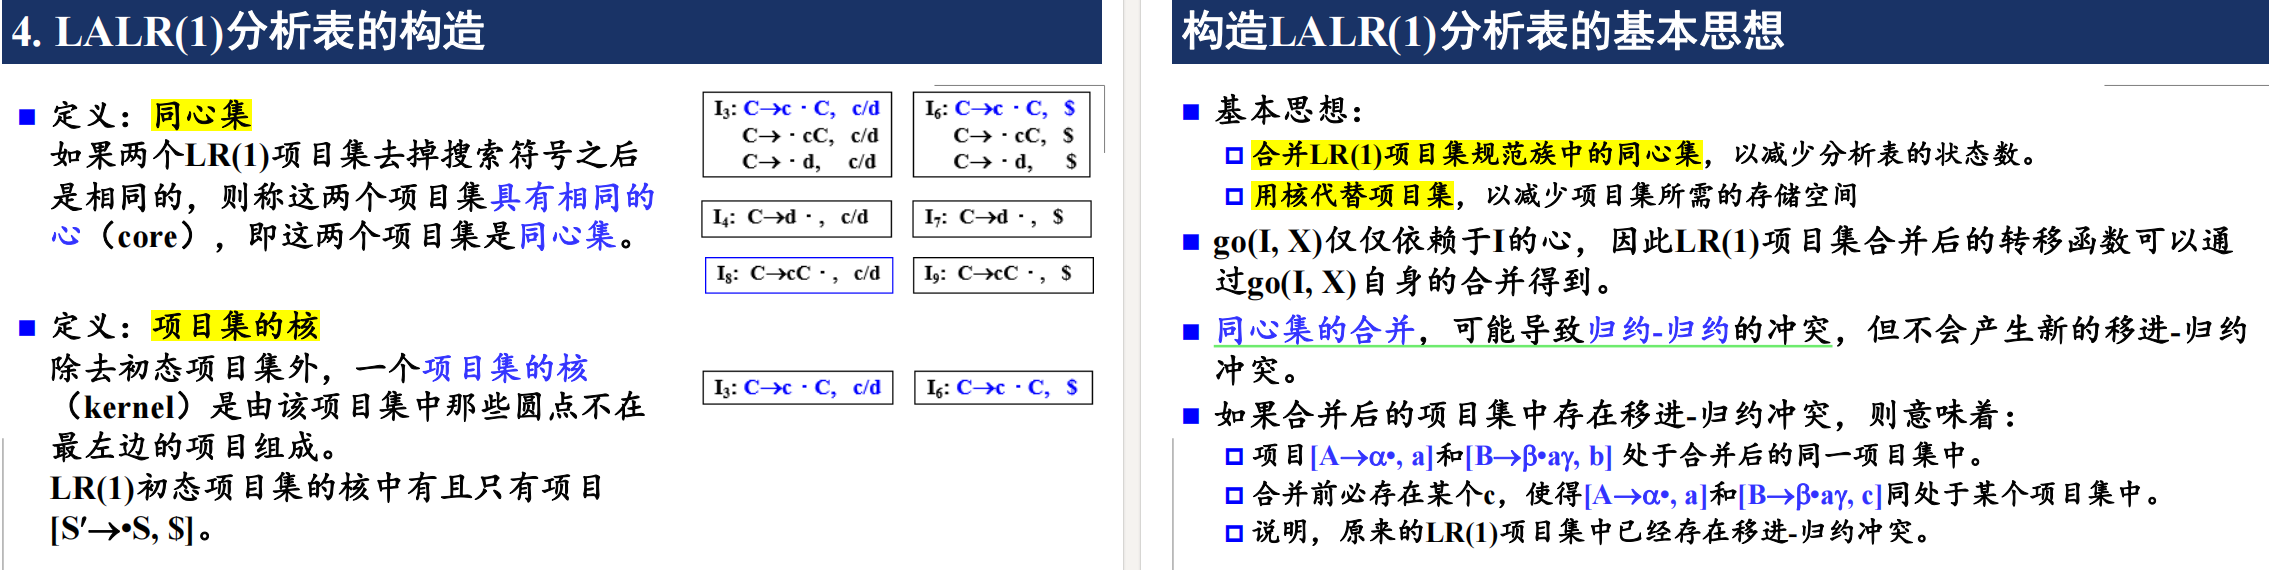 4. LALR(1)分析表的构造
■ 定义：同心集
如果两个LR(1)项目集去掉搜索符号之后
是相同的，则称这两个项目集具有相同的
心（core），即这两个项目集是同心集。
I₃: C→c · C, c/d
C→ · cC, c/d
C→ · d, c/d
I₆: C→c · C, $
C→ · cC, $
C→ · d, $
I₄: C→d · , c/d
I₇: C→d · , $
I₈: C→cC · , c/d
I₉: C→cC · , $
■ 定义：项目集的核
除去初态项目集外，一个项目集的核
（kernel）是由该项目集中那些圆点不在
最左边的项目组成。
LR(1)初态项目集的核中有且只有项目
[S′→•S, $]。
I₃: C→c · C, c/d
I₆: C→c · C, $
构造LALR(1)分析表的基本思想
■ 基本思想：
合并LR(1)项目集规范族中的同心集，以减少分析表的状态数。
用核代替项目集，以减少项目集所需的存储空间
■ go(I, X)仅仅依赖于I的心，因此LR(1)项目集合并后的转移函数可以通
过go(I, X)自身的合并得到。
■ 同心集的合并，可能导致归约-归约的冲突，但不会产生新的移进-归约
冲突。
■ 如果合并后的项目集中存在移进-归约冲突，则意味着：
项目[A→α•, a]和[B→β•aγ, b] 处于合并后的同一项目集中。
合并前必存在某个c，使得[A→α•, a]和[B→β•aγ, c]同处于某个项目集中。
说明，原来的LR(1)项目集中已经存在移进-归约冲突。